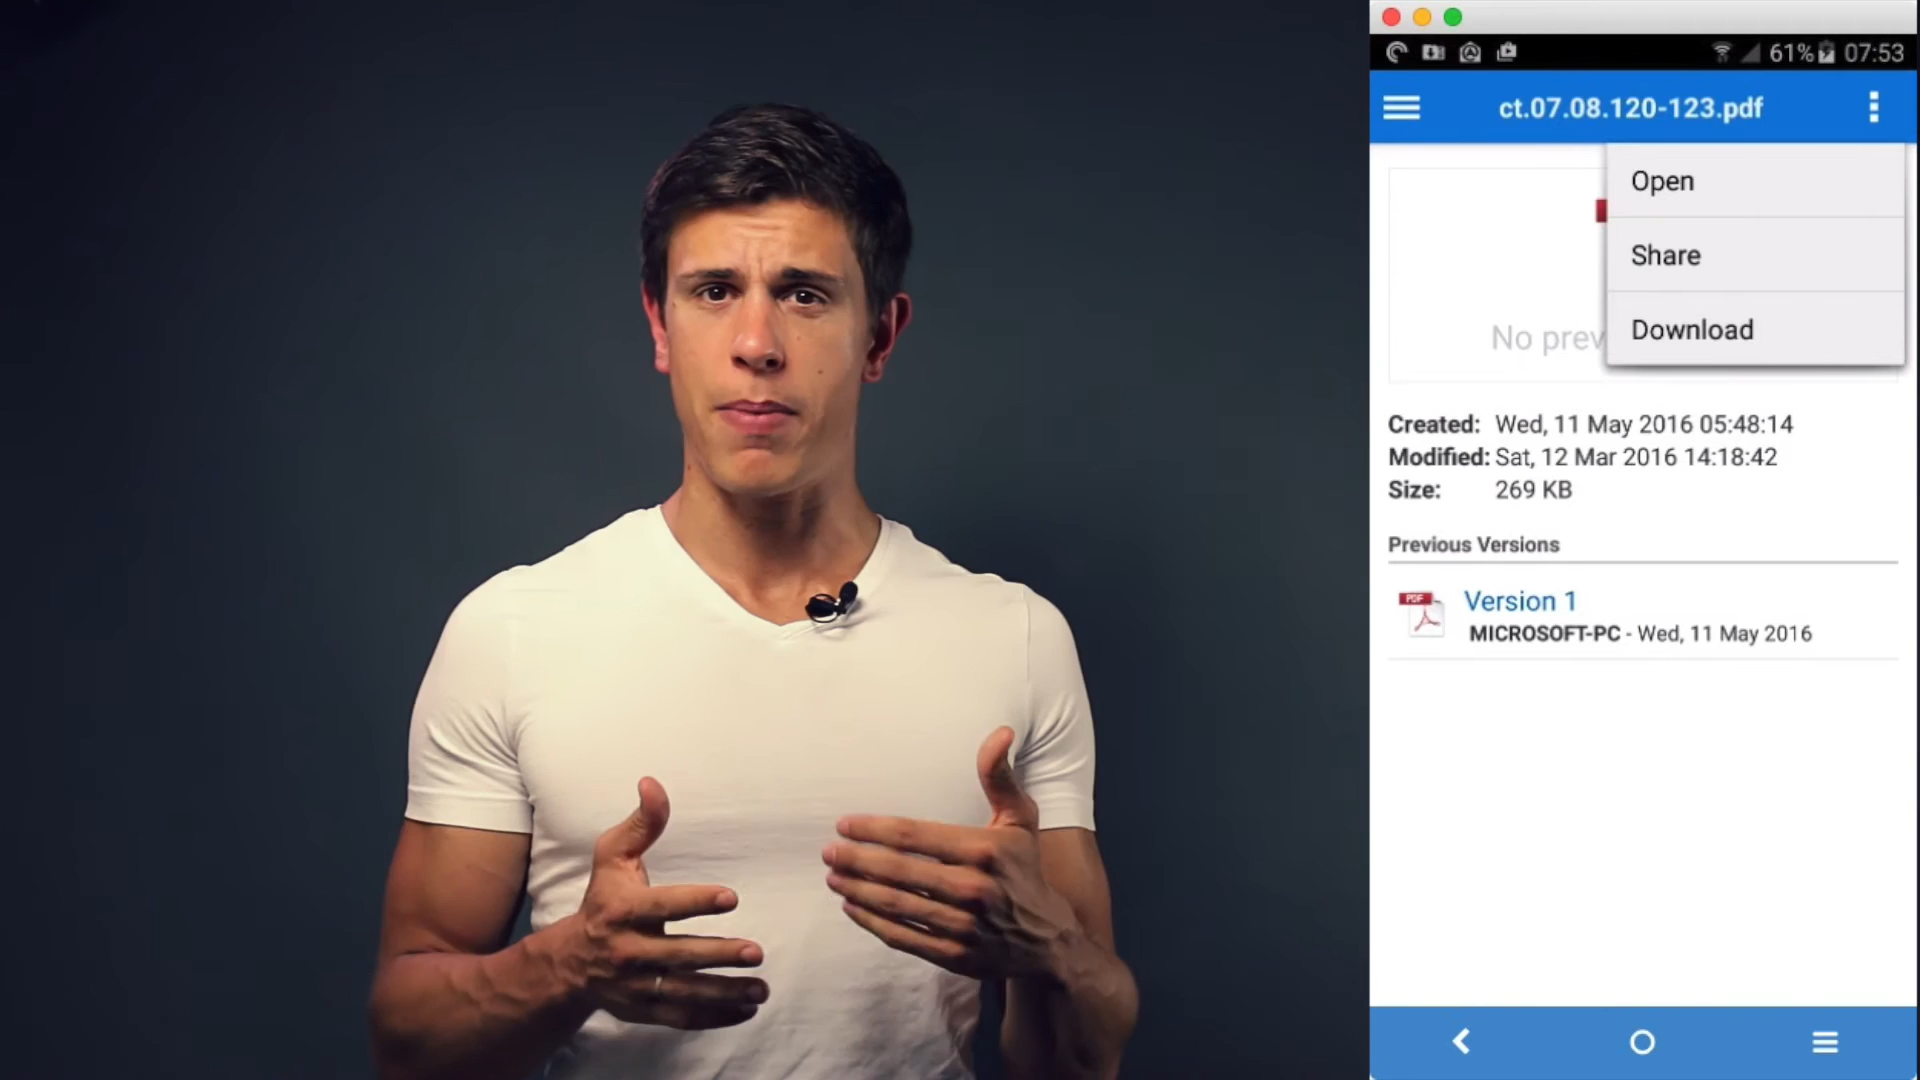 61% 07:53
ct.07.08.120-123.pdf
Open
Share
Download
No prev
Created: Wed, 11 May 2016 05:48:14
Modified: Sat, 12 Mar 2016 14:18:42
Size: 269 KB
Previous Versions
PDF
Version 1
MICROSOFT-PC - Wed, 11 May 2016